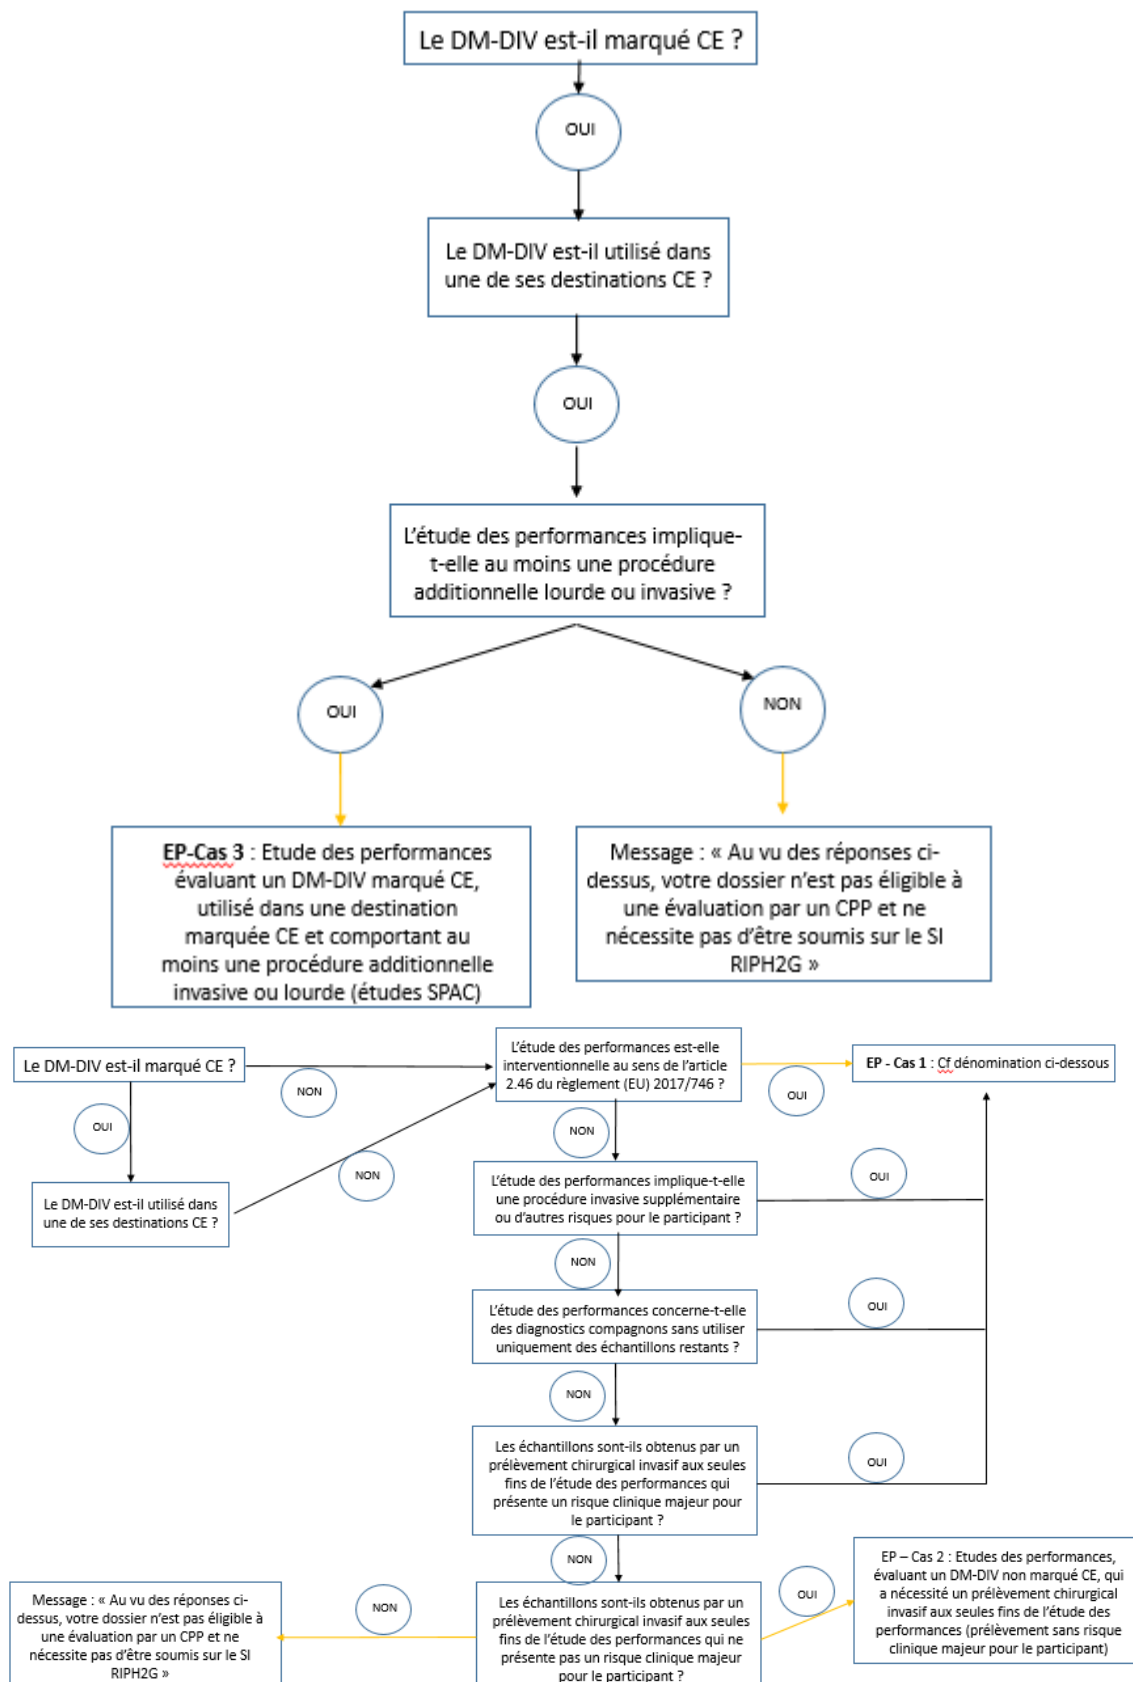 Le DM-DIV est-il marqué CE ?
OUI
Le DM-DIV est-il utilisé dans
une de ses destinations CE ?
OUI
L'étude des performances implique-
t-elle au moins une procédure
additionnelle lourde ou invasive ?
OUI
NON
EP-Cas 3 : Etude des performances
évaluant un DM-DIV marqué CE,
utilisé dans une destination
marquée CE et comportant au
moins une procédure additionnelle
invasive ou lourde (études SPAC)
Message : « Au vu des réponses ci-
dessus, votre dossier n'est pas éligible à
une évaluation par un CPP et ne
nécessite pas d'être soumis sur le SI
RIPH2G »
Le DM-DIV est-il marqué CE ?
NON
OUI
Le DM-DIV est-il utilisé dans
une de ses destinations CE ?
NON
L'étude des performances est-elle
interventionnelle au sens de l'article
2.46 du règlement (EU) 2017/746 ?
OUI
EP - Cas 1 : Cf dénomination ci-dessous
NON
L'étude des performances implique-t-elle
une procédure invasive supplémentaire
ou d'autres risques pour le participant ?
OUI
NON
L'étude des performances concerne-t-elle
des diagnostics compagnons sans utiliser
uniquement des échantillons restants ?
OUI
NON
Les échantillons sont-ils obtenus par un
prélèvement chirurgical invasif aux seules
fins de l'étude des performances qui
présente un risque clinique majeur pour
le participant ?
OUI
NON
Les échantillons sont-ils obtenus par un
prélèvement chirurgical invasif aux seules
fins de l'étude des performances qui ne
présente pas un risque clinique majeur
pour le participant ?
OUI
EP – Cas 2 : Etudes des performances,
évaluant un DM-DIV non marqué CE, qui
a nécessité un prélèvement chirurgical
invasif aux seules fins de l'étude des
performances (prélèvement sans risque
clinique majeur pour le participant)
NON
Message : « Au vu des réponses ci-
dessus, votre dossier n'est pas éligible à
une évaluation par un CPP et ne
nécessite pas d'être soumis sur le SI
RIPH2G »